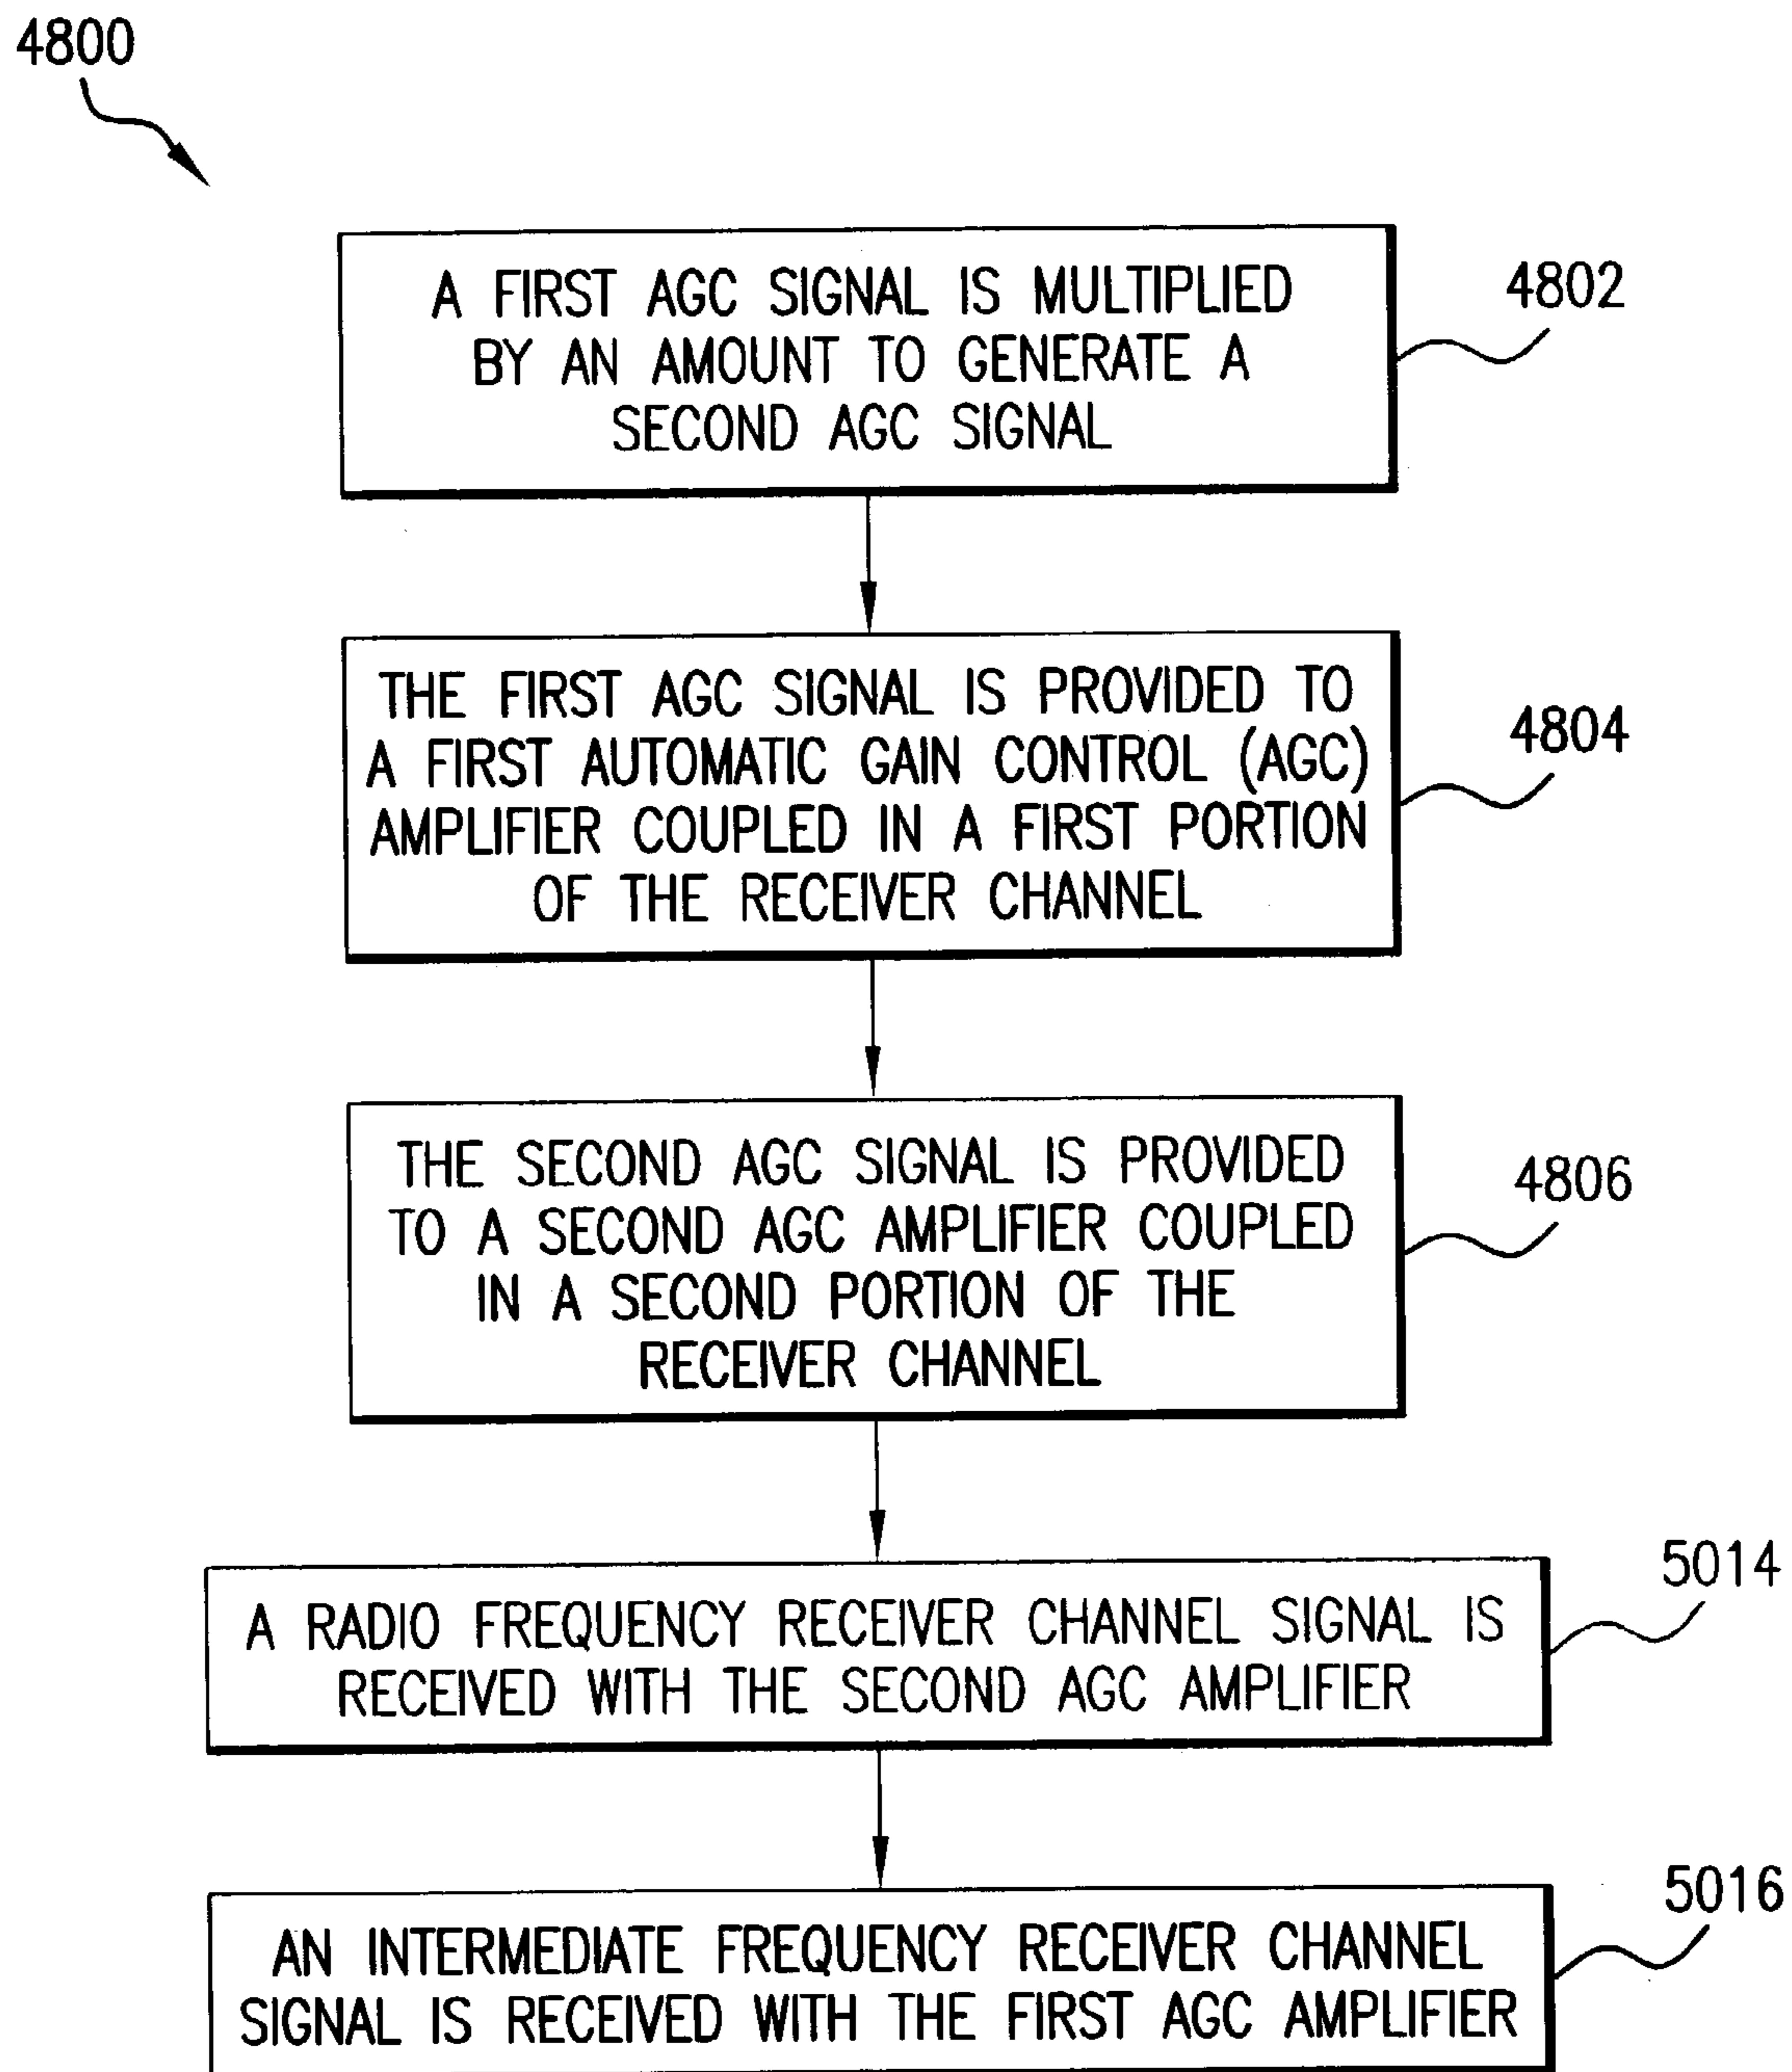 4800
A FIRST AGC SIGNAL IS MULTIPLIED
BY AN AMOUNT TO GENERATE A
SECOND AGC SIGNAL
4802
THE FIRST AGC SIGNAL IS PROVIDED TO
A FIRST AUTOMATIC GAIN CONTROL (AGC)
AMPLIFIER COUPLED IN A FIRST PORTION
OF THE RECEIVER CHANNEL
4804
THE SECOND AGC SIGNAL IS PROVIDED
TO A SECOND AGC AMPLIFIER COUPLED
IN A SECOND PORTION OF THE
RECEIVER CHANNEL
4806
A RADIO FREQUENCY RECEIVER CHANNEL SIGNAL IS
RECEIVED WITH THE SECOND AGC AMPLIFIER
5014
AN INTERMEDIATE FREQUENCY RECEIVER CHANNEL
SIGNAL IS RECEIVED WITH THE FIRST AGC AMPLIFIER
5016